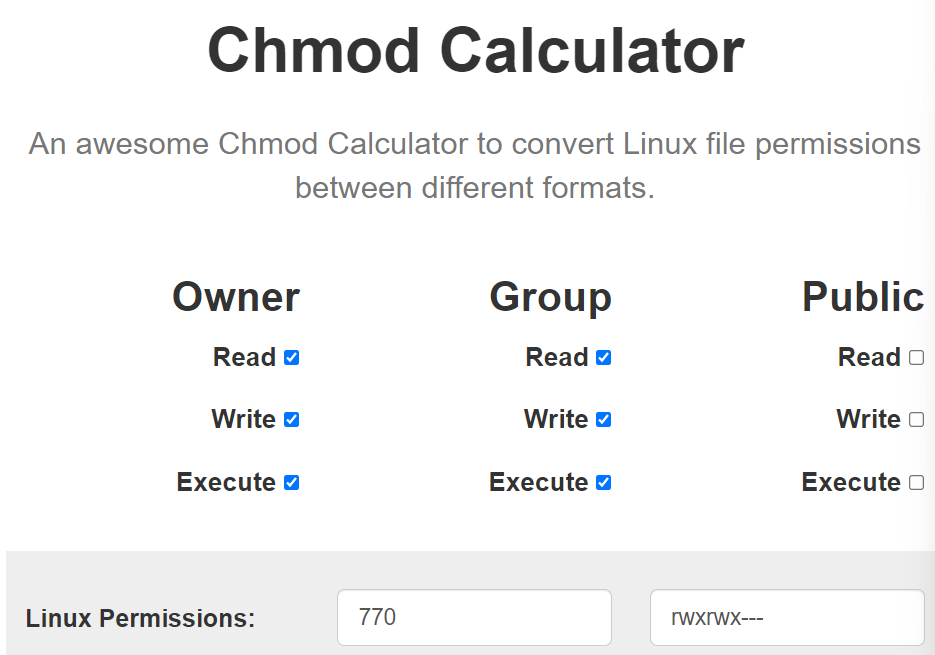 Chmod Calculator
An awesome Chmod Calculator to convert Linux file permissions
between different formats.
Owner Group Public
Read Read Read
Write Write Write
Execute Execute Execute
Linux Permissions: 770 rwxrwx---